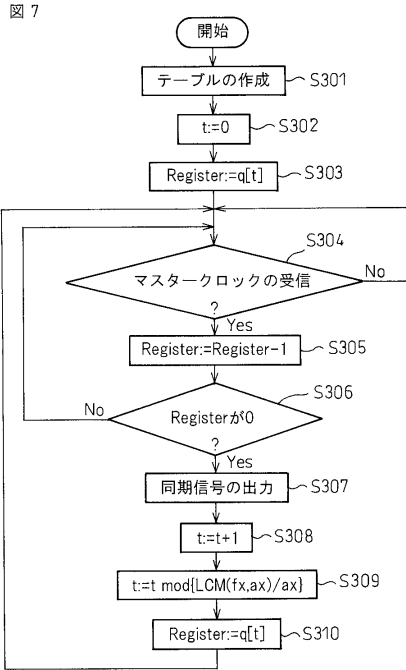 図 7
開始
テーブルの作成
S301
t:=0
S302
Register:=q[t]
S303
S304
マスタークロックの受信
No
?
Yes
Register:=Register-1
S305
S306
No
Registerが0
?
Yes
同期信号の出力
S307
t:=t+1
S308
t:=t mod{LCM(fx,ax)/ax}
S309
Register:=q[t]
S310